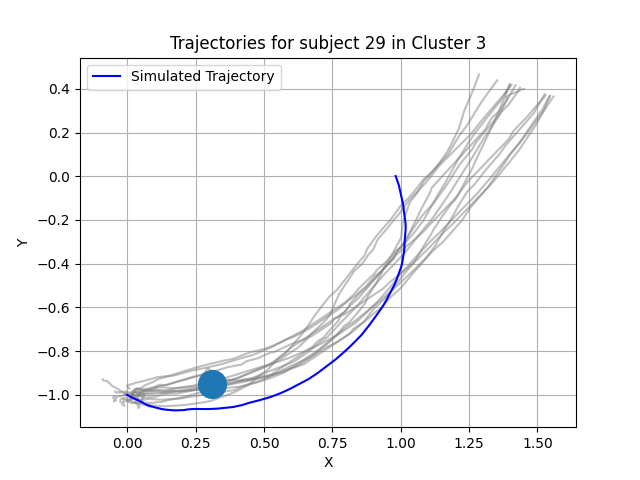 Trajectories for subject 29 in Cluster 3
Simulated Trajectory
0.4
0.2
0.0
−0.2
−0.4
−0.6
−0.8
−1.0
Y
0.00 0.25 0.50 0.75 1.00 1.25 1.50
X